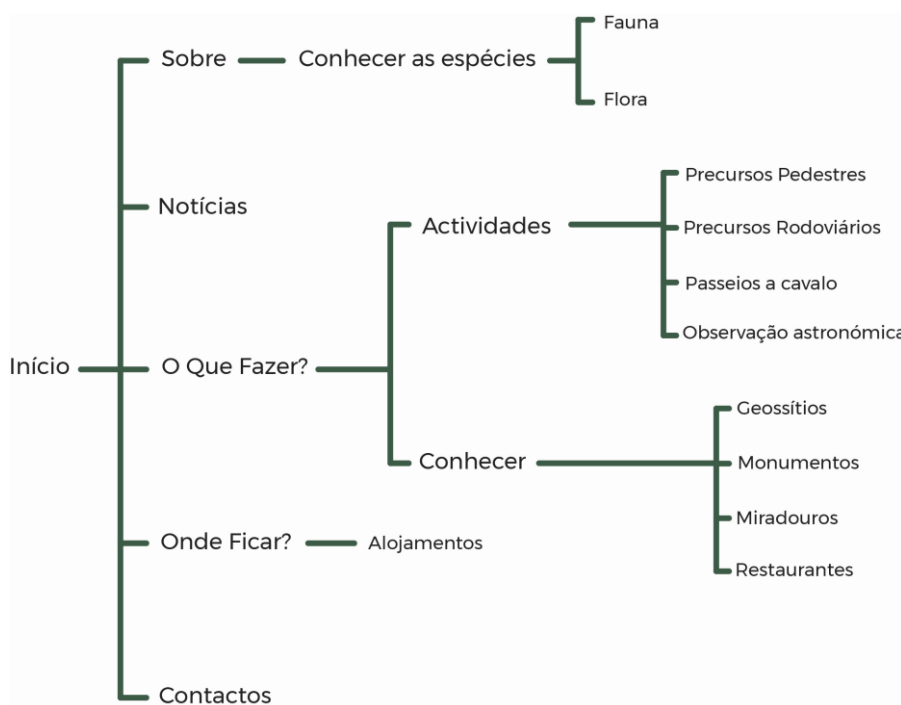 Início
Sobre
Conhecer as espécies
Fauna
Flora
Notícias
O Que Fazer?
Actividades
Precursos Pedestres
Precursos Rodoviários
Passeios a cavalo
Observação astronómica
Conhecer
Geossítios
Monumentos
Miradouros
Restaurantes
Onde Ficar?
Alojamentos
Contactos